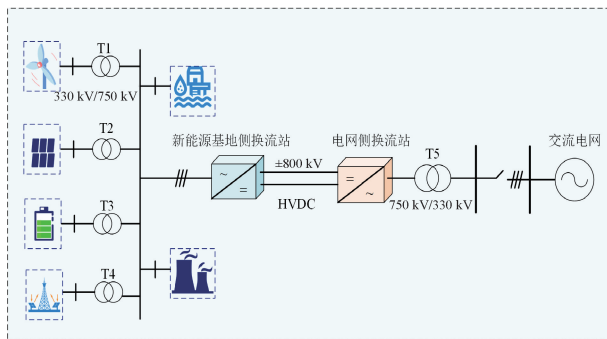 T1
330 kV/750 kV
T2
新能源基地侧换流站
±800 kV
HVDC
电网侧换流站
T5
750 kV/330 kV
交流电网
T3
T4